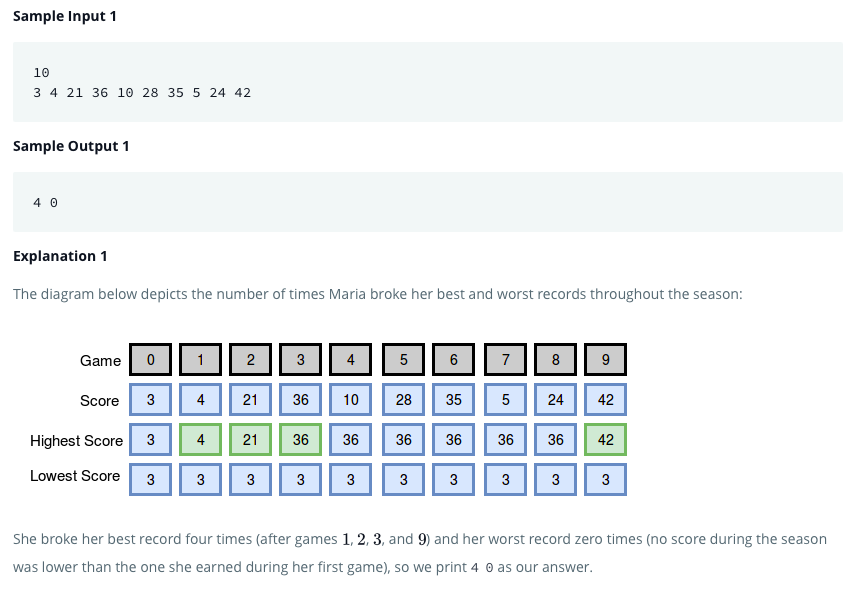 Sample Input 1
10
3 4 21 36 10 28 35 5 24 42
Sample Output 1
4 0
Explanation 1
The diagram below depicts the number of times Maria broke her best and worst records throughout the season:
Game 0 1 2 3 4 5 6 7 8 9
Score 3 4 21 36 10 28 35 5 24 42
Highest Score 3 4 21 36 36 36 36 36 36 42
Lowest Score 3 3 3 3 3 3 3 3 3 3
She broke her best record four times (after games 1, 2, 3, and 9) and her worst record zero times (no score during the season
was lower than the one she earned during her first game), so we print 4 0 as our answer.